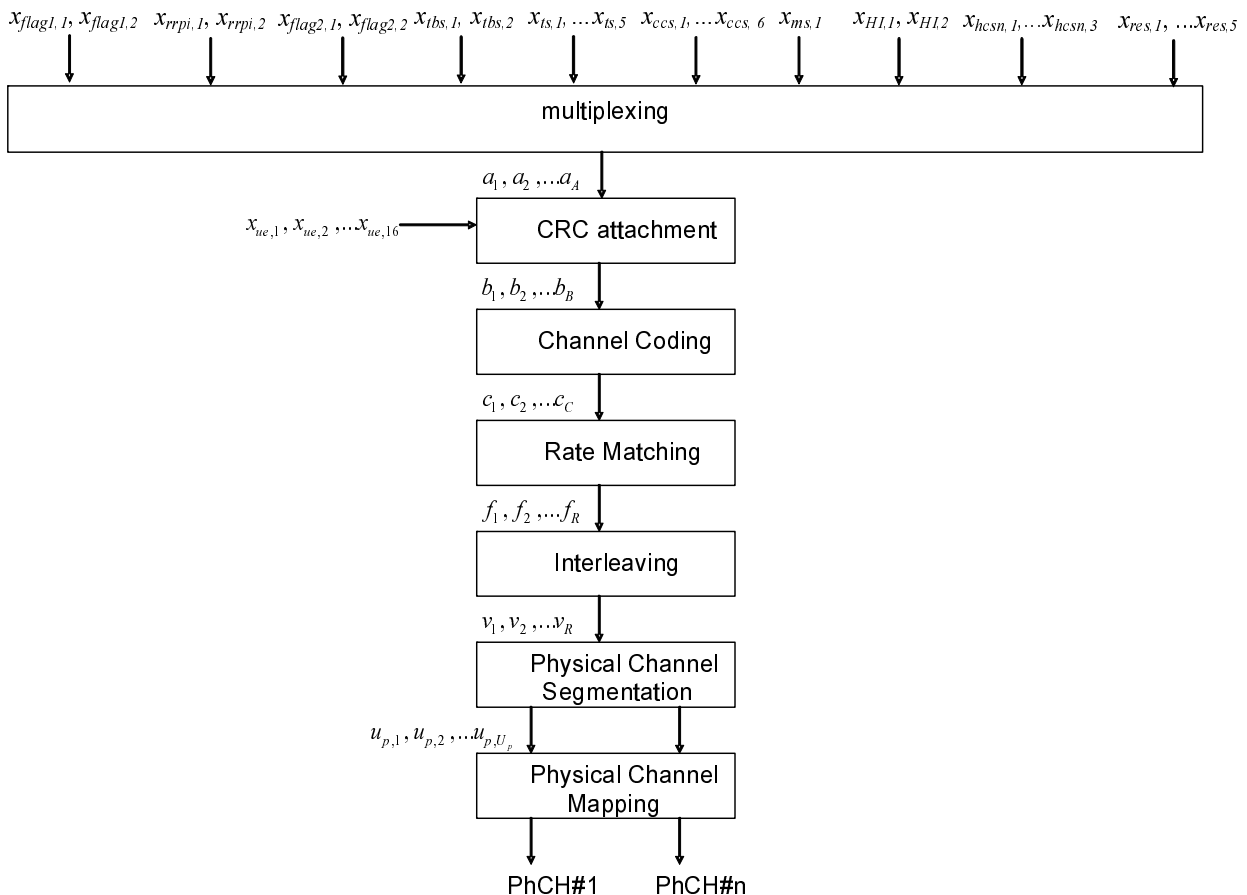 x_flag1,1, x_flag1,2 x_rrpi,1, x_rrpi,2 x_flag2,1, x_flag2,2 x_tbs,1, x_tbs,2 x_ts,1, ...x_ts,5 x_ccs,1, ...x_ccs, 6 x_ms,1 x_HI,1, x_HI,2 x_hcsn,1,...x_hcsn,3 x_res,1, ...x_res,5
multiplexing
a_1, a_2 ,...a_A
x_ue,1, x_ue,2 ,...x_ue,16
CRC attachment
b_1, b_2 ,...b_B
Channel Coding
c_1, c_2 ,...c_C
Rate Matching
f_1, f_2 ,...f_R
Interleaving
v_1, v_2 ,...v_R
Physical Channel
Segmentation
u_p,1, u_p,2 ,...u_p,U_p
Physical Channel
Mapping
PhCH#1 PhCH#n